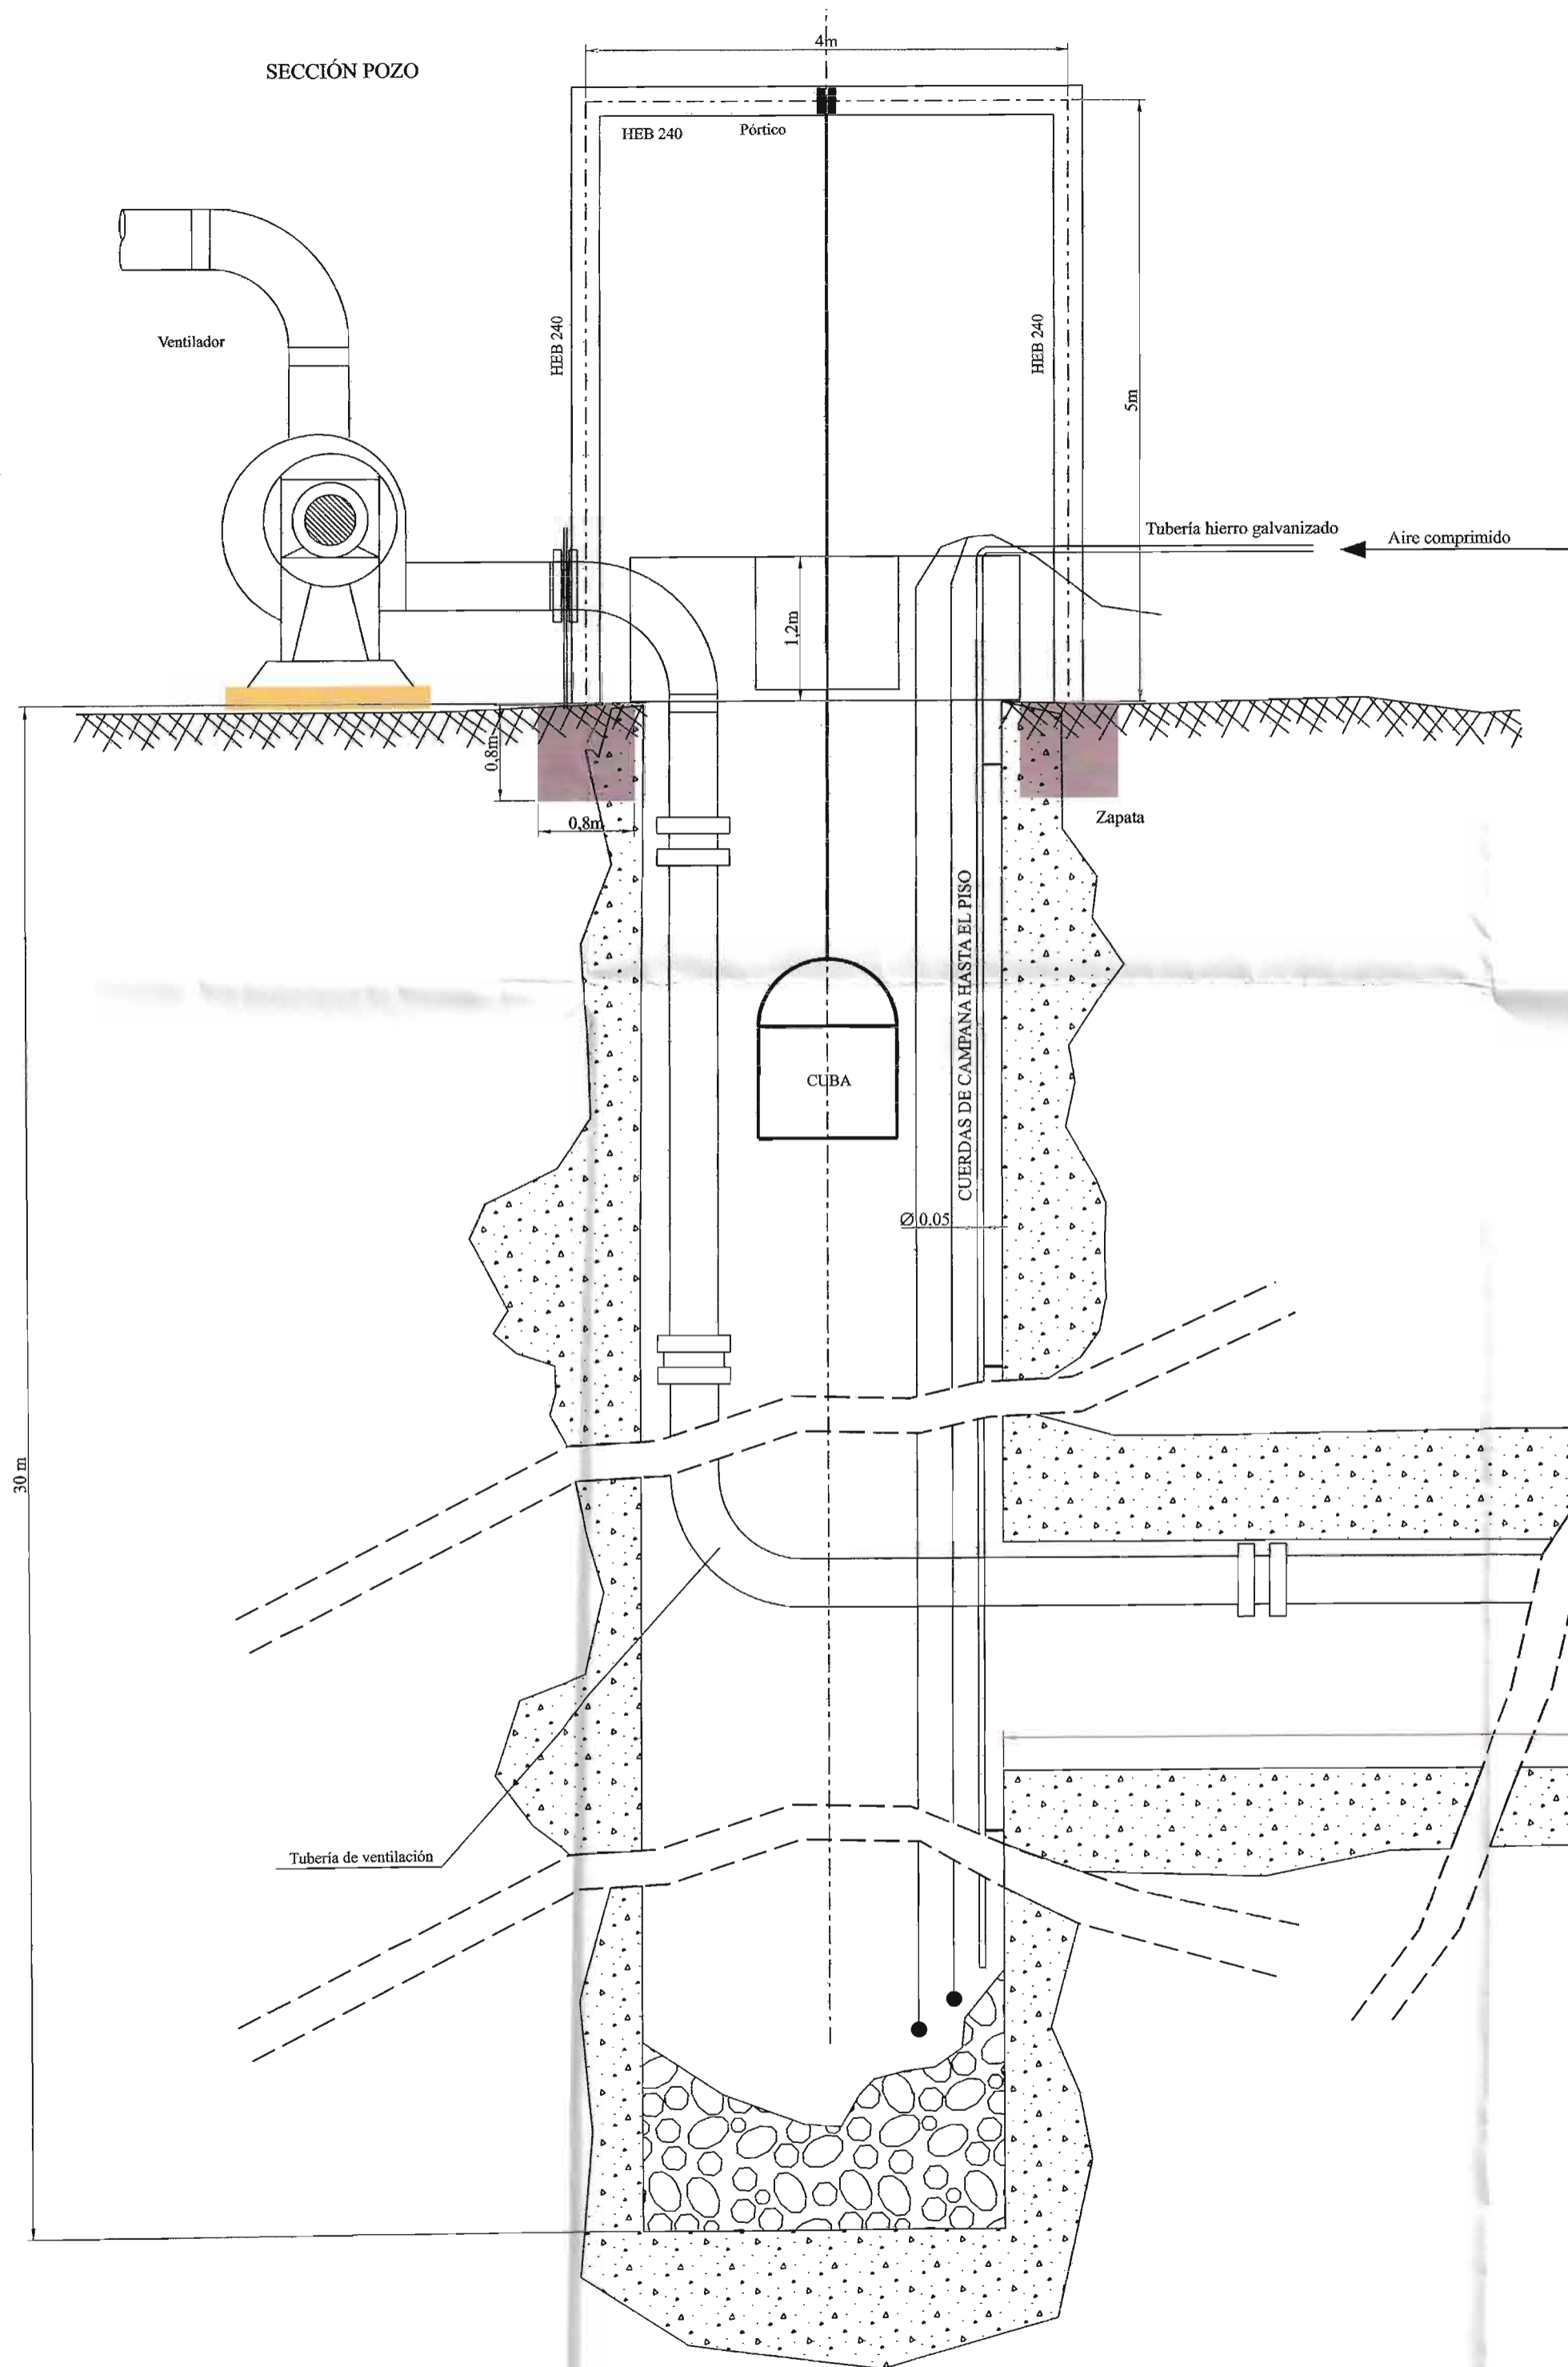 4m
SECCIÓN POZO
HEB 240
Pórtico
Ventilador
HEB 240
HEB 240
5m
Tubería hierro galvanizado
Aire comprimido
1,2m
0,8m
0,8m
Zapata
CUERDAS DE CAMPANA HASTA EL PISO
CUBA
Ø 0,05
30 m
Tubería de ventilación